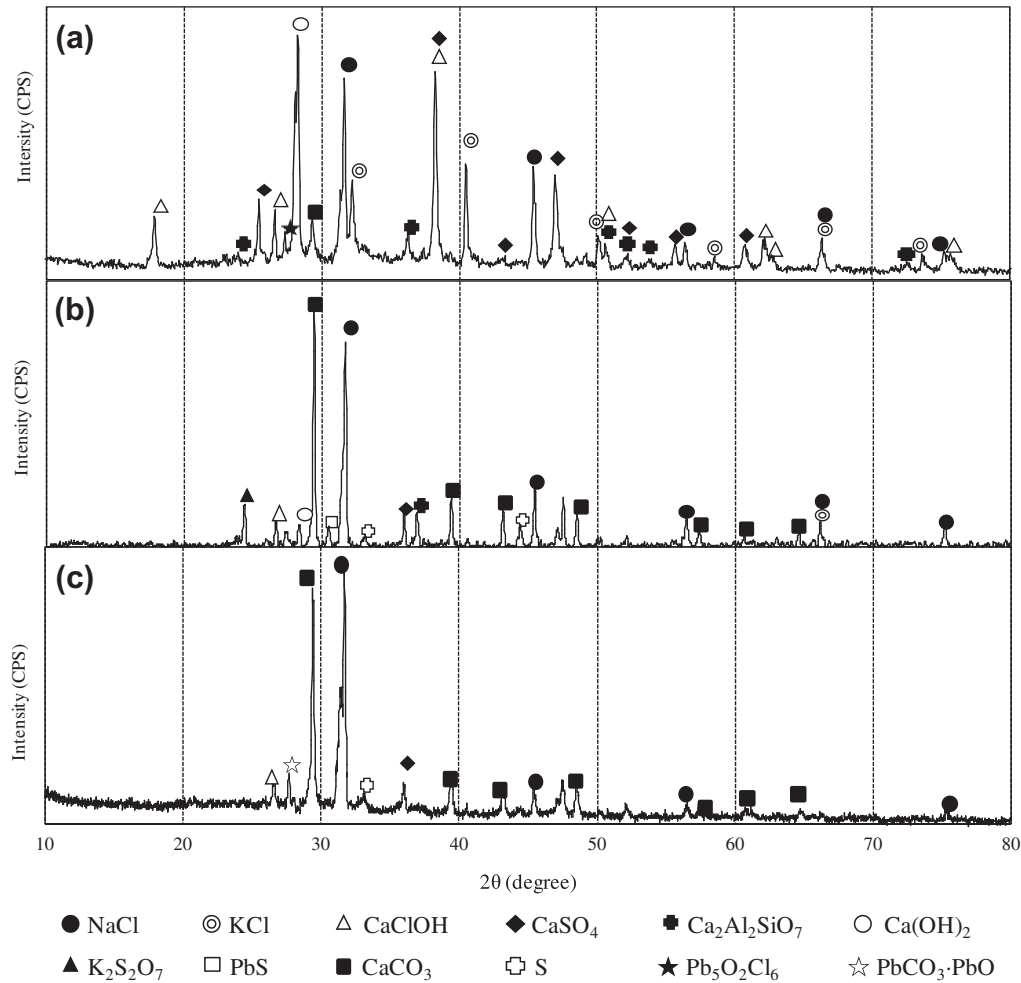 (a)
Intersity (CPS)
(b)
Intensity (CPS)
(c)
Intensity (CPS)
10 20 30 40 50 60 70 80
2θ (degree)
NaCl KCl CaClOH CaSO₄ Ca₂Al₂SiO₇ Ca(OH)₂
K₂S₂O₇ PbS CaCO₃ S Pb₅O₂Cl₆ PbCO₃·PbO